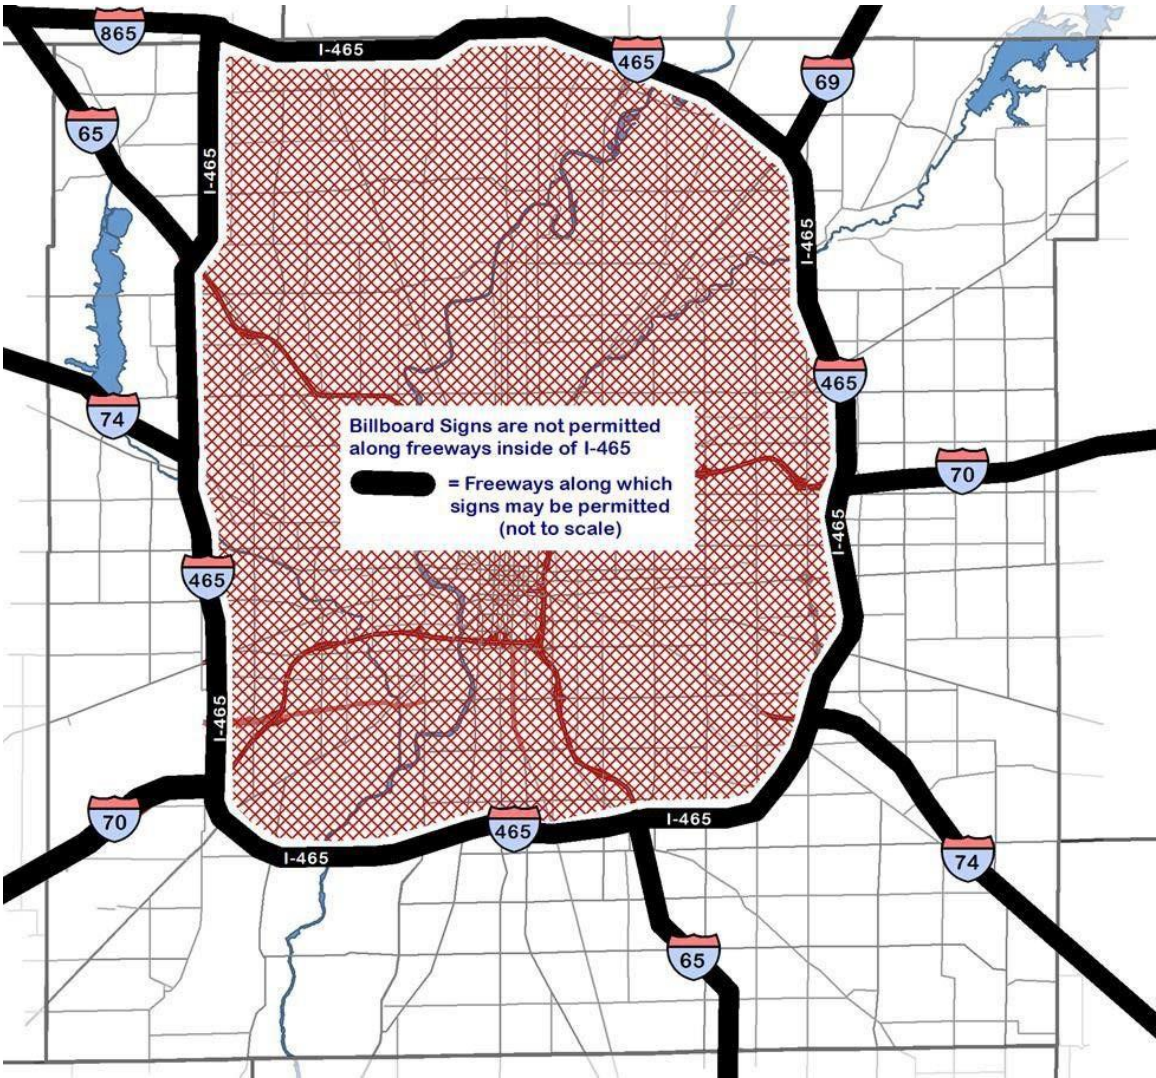 865
I-465
465
69
65
I-465
I-465
465
74
Billboard Signs are not permitted
along freeways inside of I-465
= Freeways along which
signs may be permitted
(not to scale)
70
I-465
465
I-465
70
465
I-465
I-465
74
65